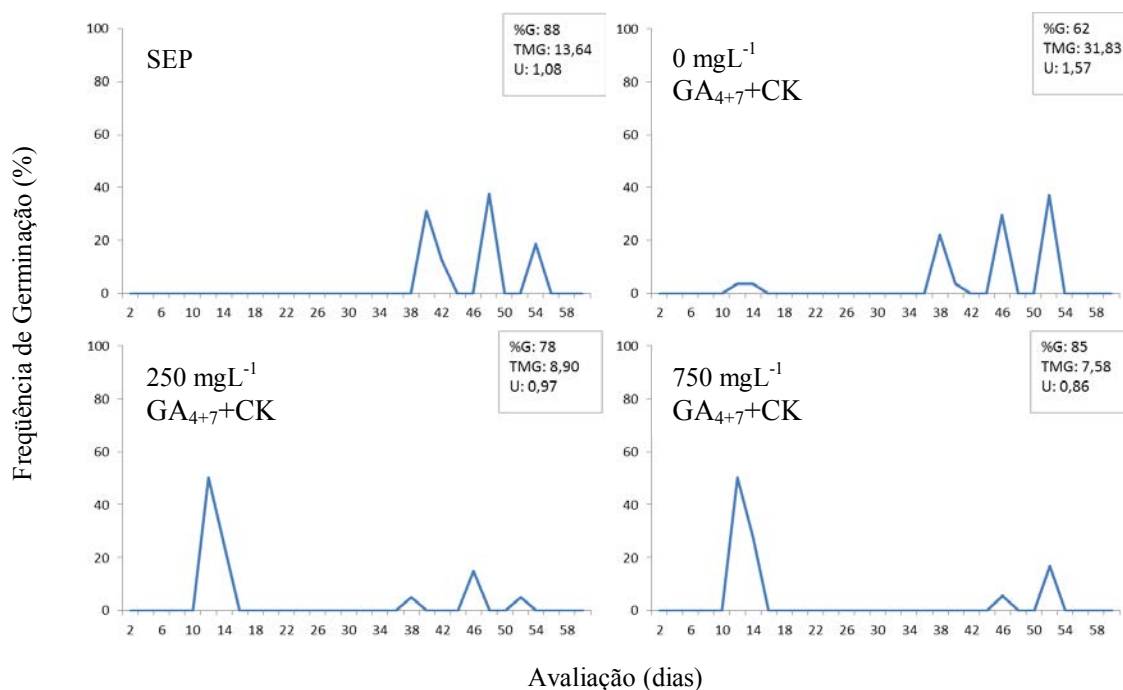 Freqüência de Germinação (%)
100
80
60
40
20
0
SEP
%G: 88
TMG: 13,64
U: 1,08
2 6 10 14 18 22 26 30 34 38 42 46 50 54 58
100
80
60
40
20
0
0 mgL⁻¹
GA₄₊₇+CK
%G: 62
TMG: 31,83
U: 1,57
2 6 10 14 18 22 26 30 34 38 42 46 50 54 58
100
80
60
40
20
0
250 mgL⁻¹
GA₄₊₇+CK
%G: 78
TMG: 8,90
U: 0,97
2 6 10 14 18 22 26 30 34 38 42 46 50 54 58
100
80
60
40
20
0
750 mgL⁻¹
GA₄₊₇+CK
%G: 85
TMG: 7,58
U: 0,86
2 6 10 14 18 22 26 30 34 38 42 46 50 54 58
Avaliação (dias)